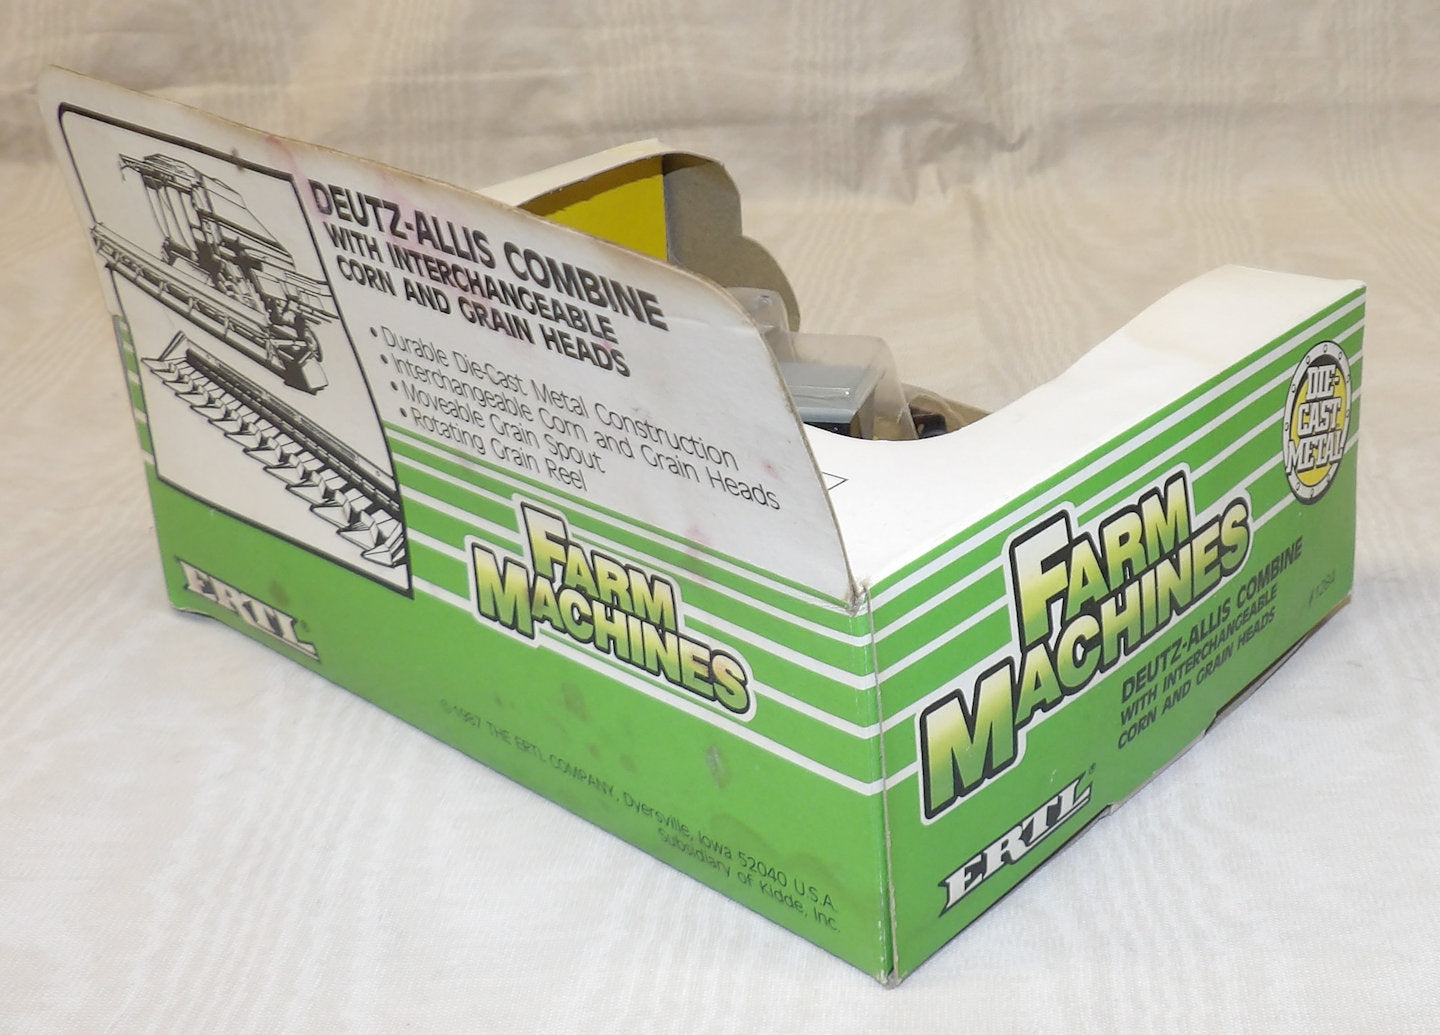 DEUTZ-ALLIS COMBINE
WITH INTERCHANGEABLE
CORN AND GRAIN HEADS
• Durable Die-Cast Metal Construction
• Interchangeable Corn and Grain Heads
• Moveable Grain Spout
• Rotating Grain Reel
FARM
MACHINES
ERTL®
©1987 THE ERTL COMPANY, Dyersville, Iowa 52040 U.S.A.
Subsidiary of Kidde, Inc.
DIE-
CAST
METAL
FARM
MACHINES
DEUTZ-ALLIS COMBINE
WITH INTERCHANGEABLE
CORN AND GRAIN HEADS
ERTL®